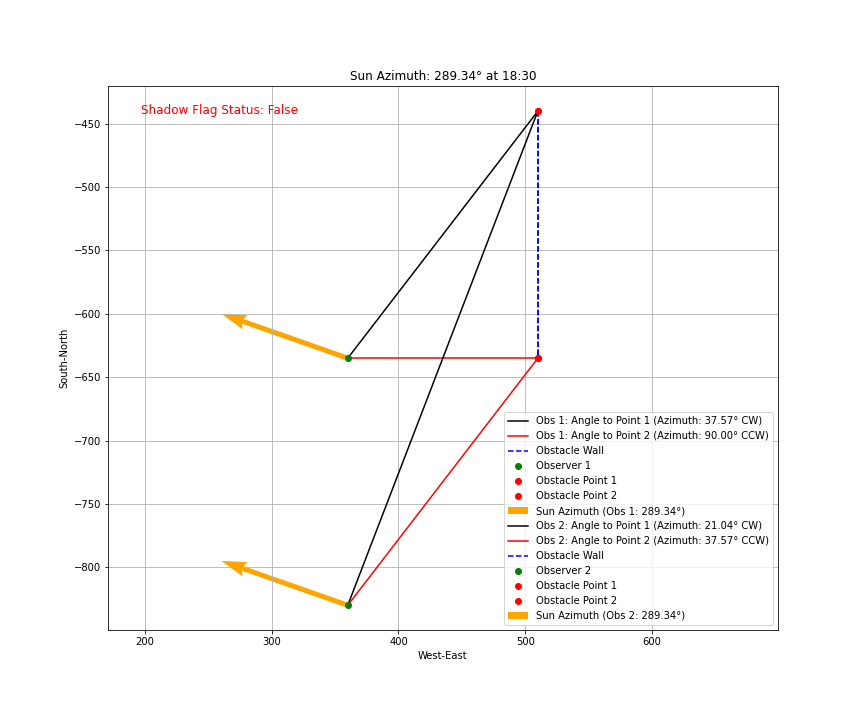 Sun Azimuth: 289.34° at 18:30
Shadow Flag Status: False
−450
−500
−550
−600
−650
−700
−750
−800
South-North
200
300
400
500
600
West-East
Obs 1: Angle to Point 1 (Azimuth: 37.57° CW)
Obs 1: Angle to Point 2 (Azimuth: 90.00° CCW)
Obstacle Wall
Observer 1
Obstacle Point 1
Obstacle Point 2
Sun Azimuth (Obs 1: 289.34°)
Obs 2: Angle to Point 1 (Azimuth: 21.04° CW)
Obs 2: Angle to Point 2 (Azimuth: 37.57° CCW)
Obstacle Wall
Observer 2
Obstacle Point 1
Obstacle Point 2
Sun Azimuth (Obs 2: 289.34°)